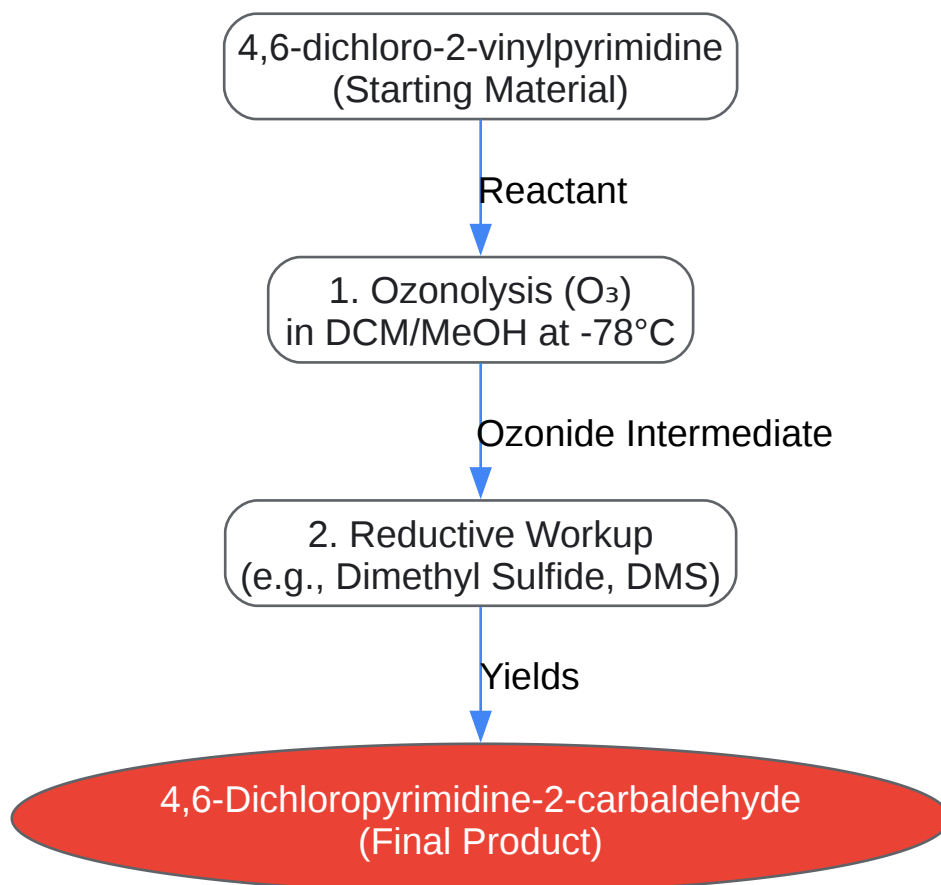 4,6-dichloro-2-vinylpyrimidine
(Starting Material)
Reactant
1. Ozonolysis (O₃)
in DCM/MeOH at -78°C
Ozonide Intermediate
2. Reductive Workup
(e.g., Dimethyl Sulfide, DMS)
Yields
4,6-Dichloropyrimidine-2-carbaldehyde
(Final Product)